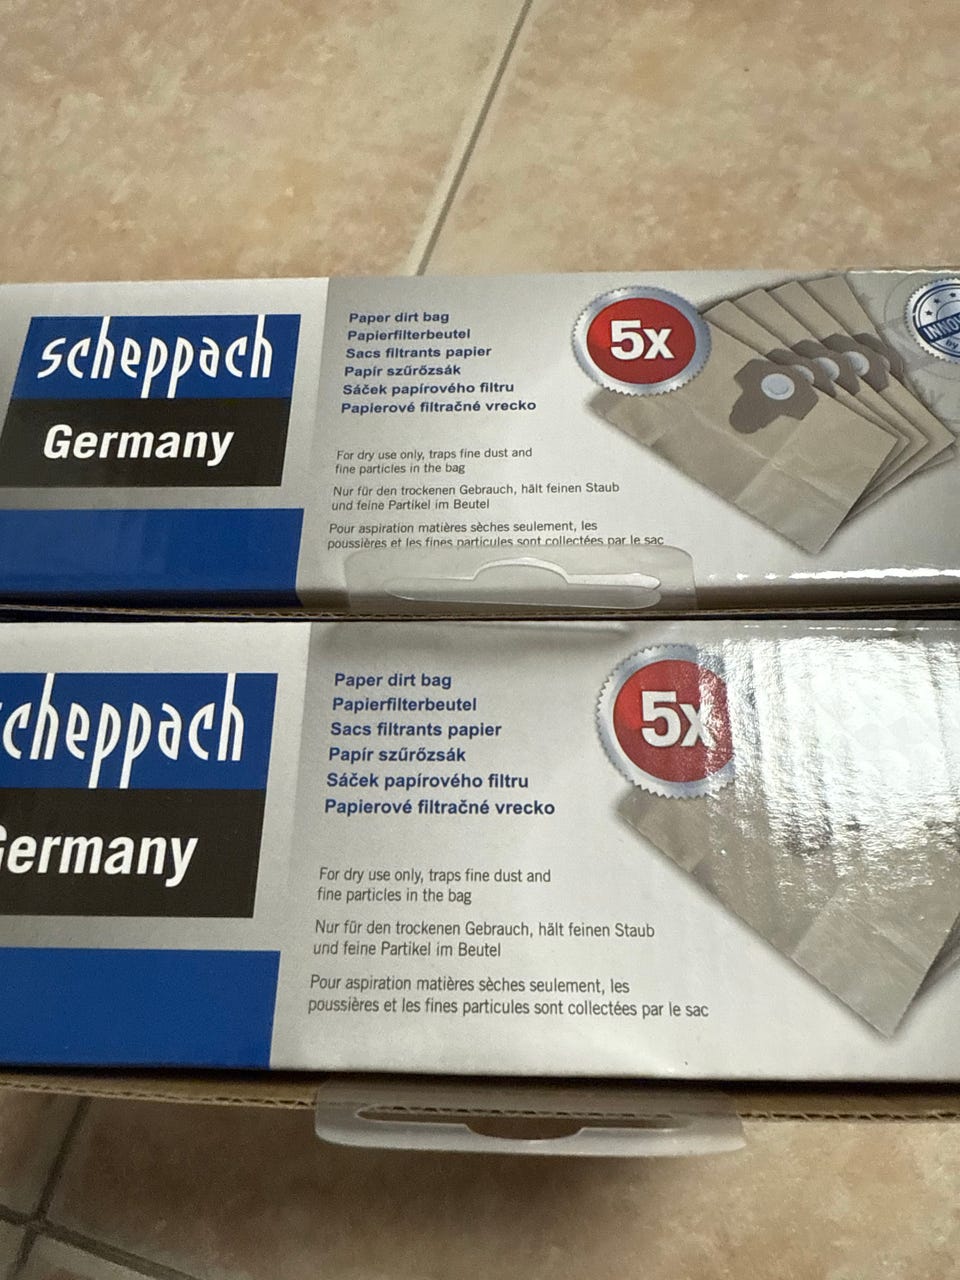 scheppach
Germany
Paper dirt bag
Papierfilterbeutel
Sacs filtrants papier
Papír szűrőzsák
Sáček papírového filtru
Papierové filtračné vrecko
For dry use only, traps fine dust and
fine particles in the bag
Nur für den trockenen Gebrauch, hält feinen Staub
und feine Partikel im Beutel
Pour aspiration matières sèches seulement, les
poussières et les fines particules sont collectées par le sac
5x
by
cheppach
ermany
Paper dirt bag
Papierfilterbeutel
Sacs filtrants papier
Papír szűrőzsák
Sáček papírového filtru
Papierové filtračné vrecko
For dry use only, traps fine dust and
fine particles in the bag
Nur für den trockenen Gebrauch, hält feinen Staub
und feine Partikel im Beutel
Pour aspiration matières sèches seulement, les
poussières et les fines particules sont collectées par le sac
5x